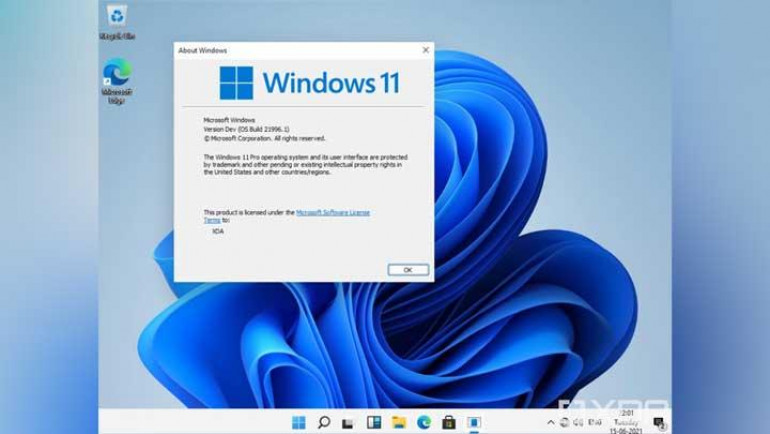 Recycle Bin
Microsoft
Edge
About Windows
Windows 11
Microsoft Windows
Version Dev (OS Build 21996.1)
© Microsoft Corporation. All rights reserved.
The Windows 11 Pro operating system and its user interface are protected
by trademark and other pending or existing intellectual property rights in
the United States and other countries/regions.
This product is licensed under the Microsoft Software License
Terms to:
XDA
OK
ENG
12:01
Tuesday
15-06-2021
2